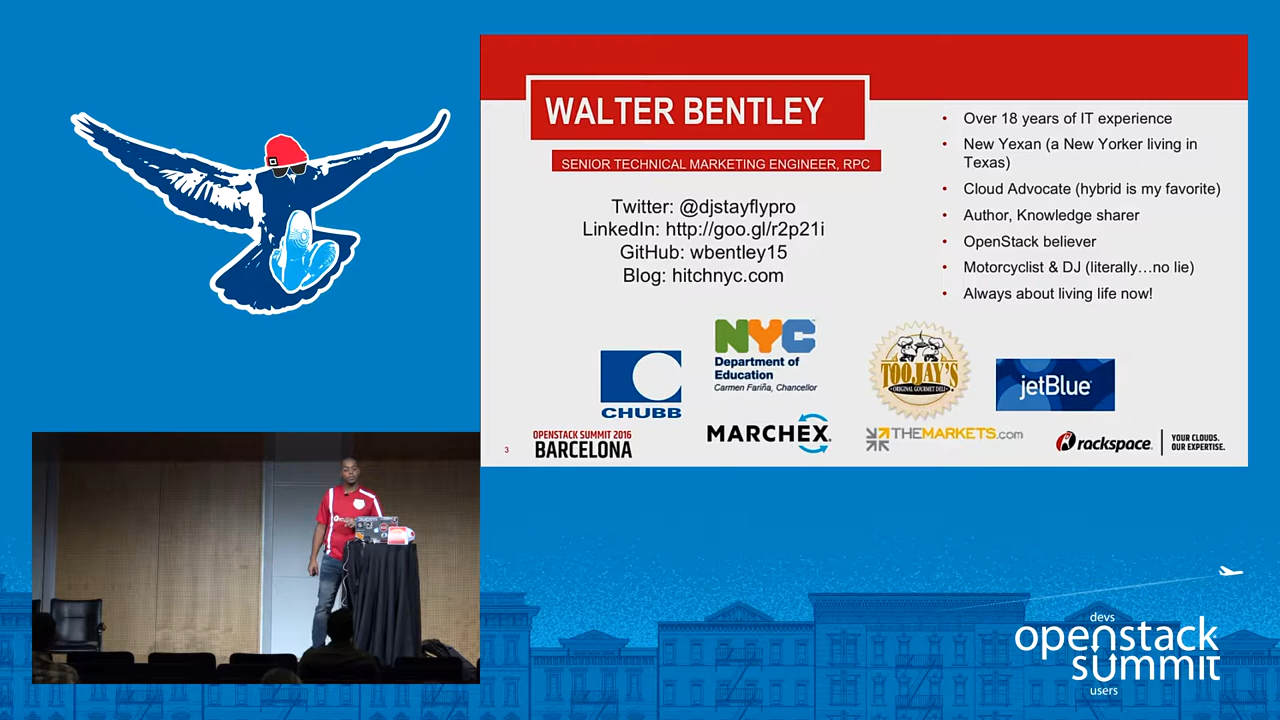 WALTER BENTLEY
SENIOR TECHNICAL MARKETING ENGINEER, RPC
Twitter: @djstayflypro
LinkedIn: http://goo.gl/r2p21i
GitHub: wbentley15
Blog: hitchnyc.com
• Over 18 years of IT experience
• New Yexan (a New Yorker living in
Texas)
• Cloud Advocate (hybrid is my favorite)
• Author, Knowledge sharer
• OpenStack believer
• Motorcyclist & DJ (literally…no lie)
• Always about living life now!
CHUBB
NYC
Department of
Education
Carmen Fariña, Chancellor
TOOJAY'S
ORIGINAL GOURMET DELI
jetBlue
MARCHEX
THEMARKETS.com
3
OPENSTACK SUMMIT 2016
BARCELONA
rackspace
YOUR CLOUDS.
OUR EXPERTISE.
devs
openstack
summit
users